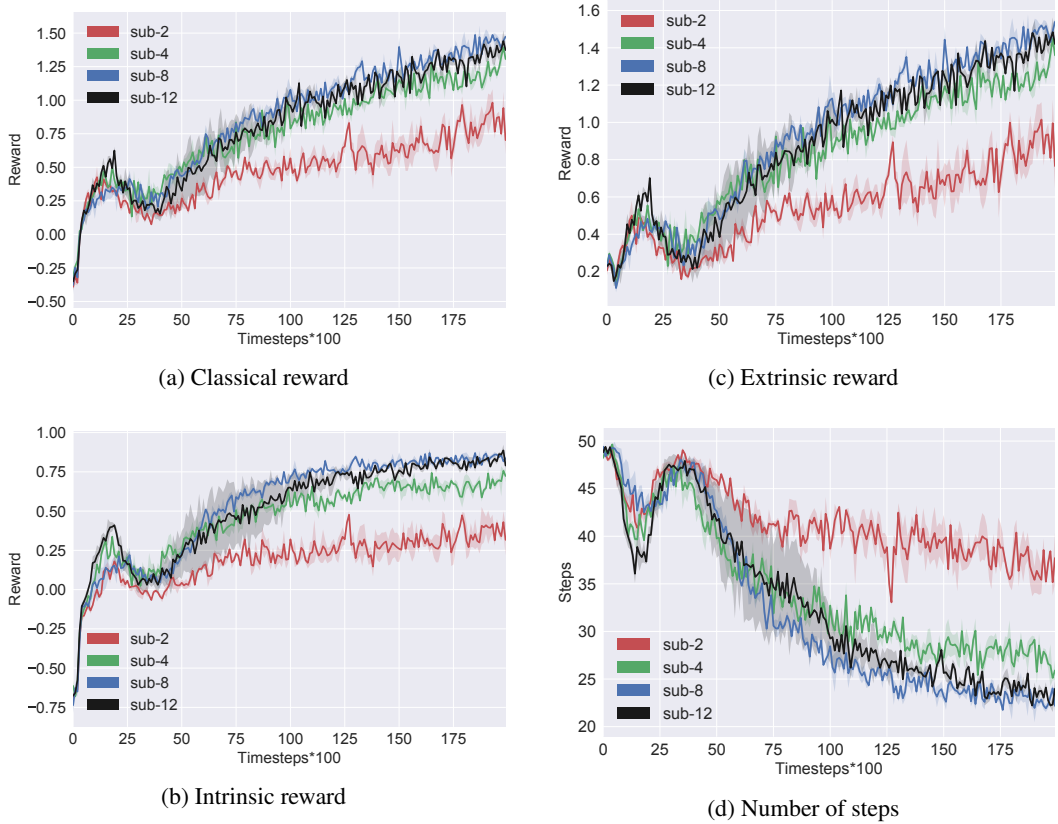 1.50
1.25
1.00
0.75
0.50
0.25
0.00
−0.25
−0.50
Reward
sub-2
sub-4
sub-8
sub-12
0 25 50 75 100 125 150 175
Timesteps*100
(a) Classical reward
1.6
1.4
1.2
1.0
0.8
0.6
0.4
0.2
Reward
sub-2
sub-4
sub-8
sub-12
0 25 50 75 100 125 150 175
Timesteps*100
(c) Extrinsic reward
1.00
0.75
0.50
0.25
0.00
−0.25
−0.50
−0.75
Reward
sub-2
sub-4
sub-8
sub-12
0 25 50 75 100 125 150 175
Timesteps*100
(b) Intrinsic reward
50
45
40
35
30
25
20
Steps
sub-2
sub-4
sub-8
sub-12
0 25 50 75 100 125 150 175
Timesteps*100
(d) Number of steps